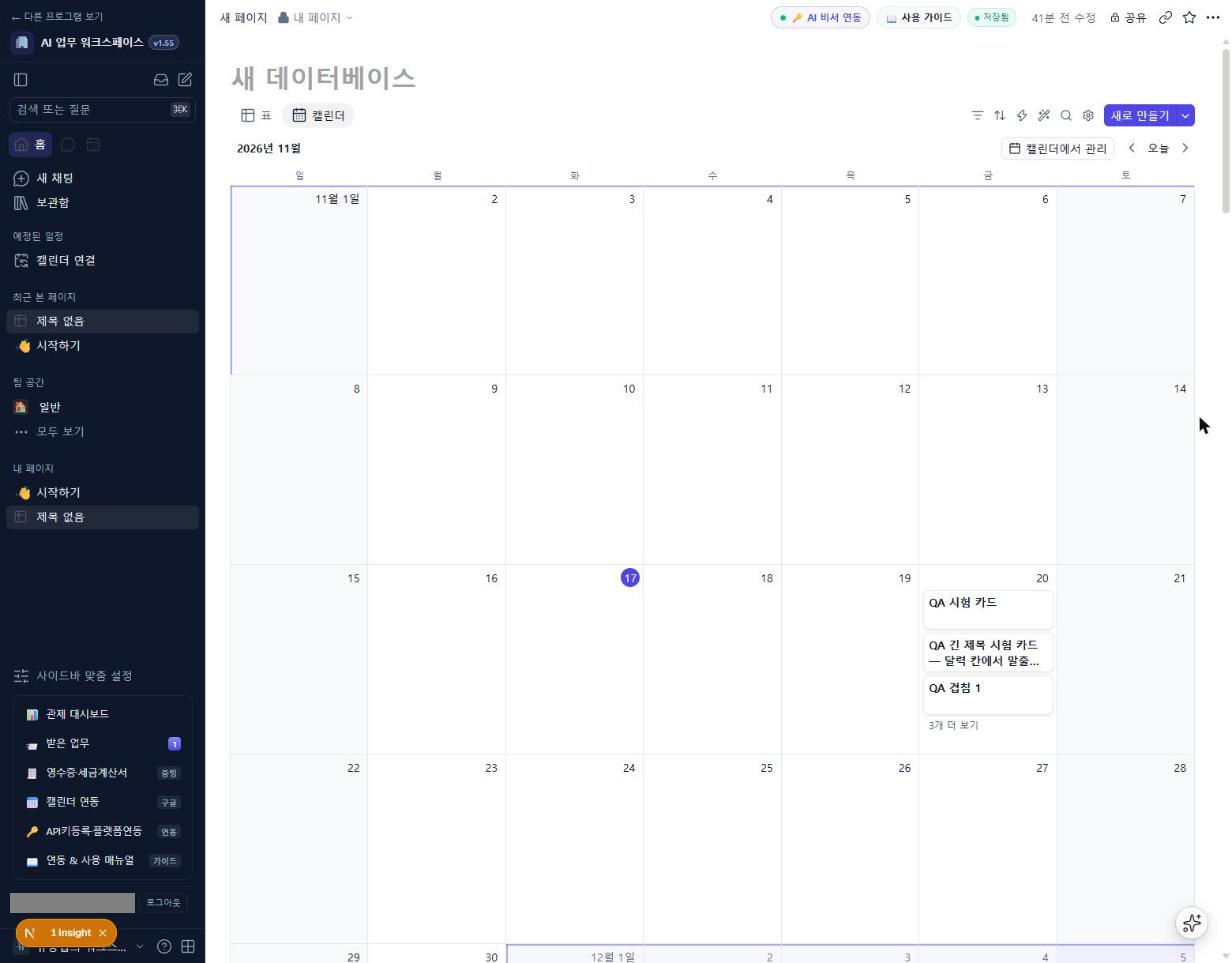 ← 다른 프로그램 보기
AI 업무 워크스페이스 v1.55
검색 또는 질문 ⌘K
홈
새 채팅
보관함
예정된 일정
캘린더 연결
최근 본 페이지
제목 없음
시작하기
팀 공간
일반
모두 보기
내 페이지
시작하기
제목 없음
사이드바 맞춤 설정
관제 대시보드
받은 업무 1
영수증·세금계산서 증빙
캘린더 연동 구글
API키등록·플랫폼연동 연동
연동 & 사용 매뉴얼 가이드
로그아웃
N 1 Insight ×
새 페이지 내 페이지
AI 비서 연동 사용 가이드 저장됨 41분 전 수정 공유
새 데이터베이스
표 캘린더 새로 만들기
2026년 11월 캘린더에서 관리 오늘
일 월 화 수 목 금 토
11월 1일 2 3 4 5 6 7
8 9 10 11 12 13 14
15 16 17 18 19 20 21
QA 시험 카드
QA 긴 제목 시험 카드
— 달력 칸에서 말줄...
QA 겹침 1
3개 더 보기
22 23 24 25 26 27 28
29 30 12월 1일 2 3 4 5